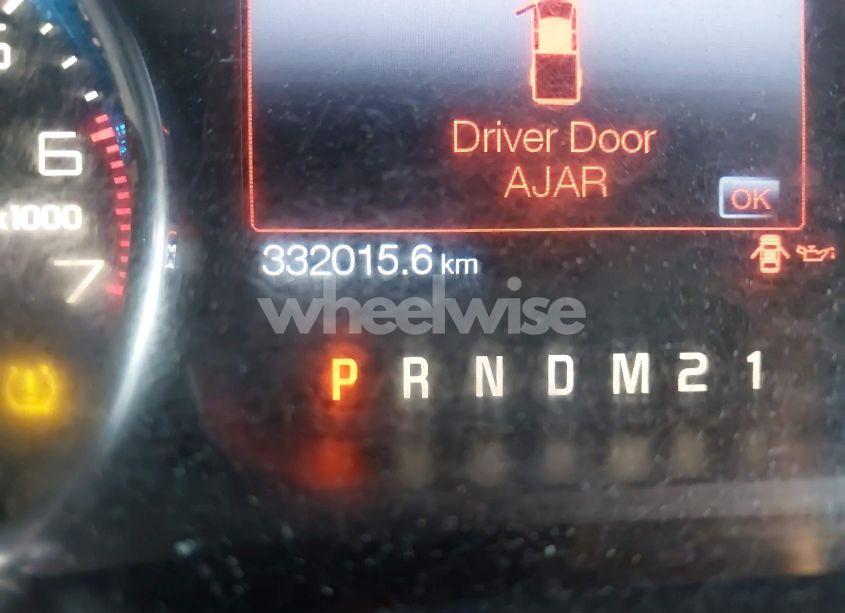 6
x1000
7
Driver Door
AJAR
OK
332015.6 km
wheelwise
P R N D M 2 1